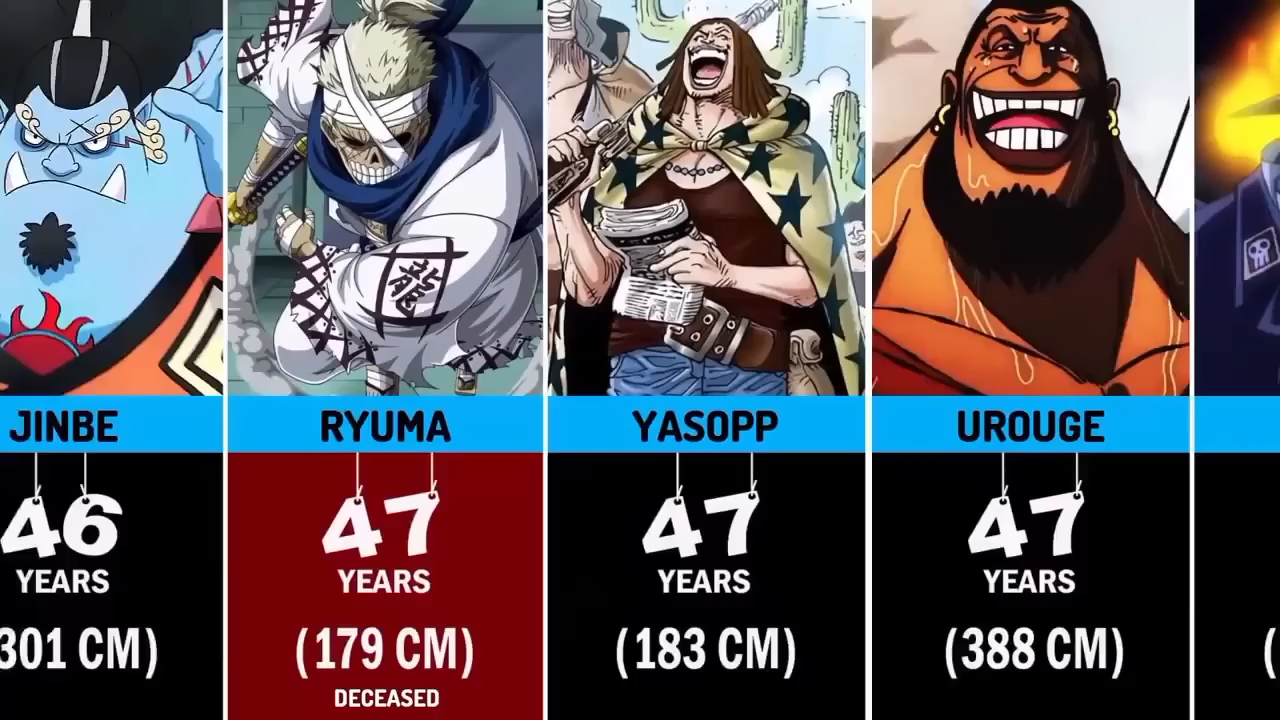 龍
JINBE
46
YEARS
301 CM)
RYUMA
47
YEARS
(179 CM)
DECEASED
YASOPP
47
YEARS
(183 CM)
UROUGE
47
YEARS
(388 CM)
(